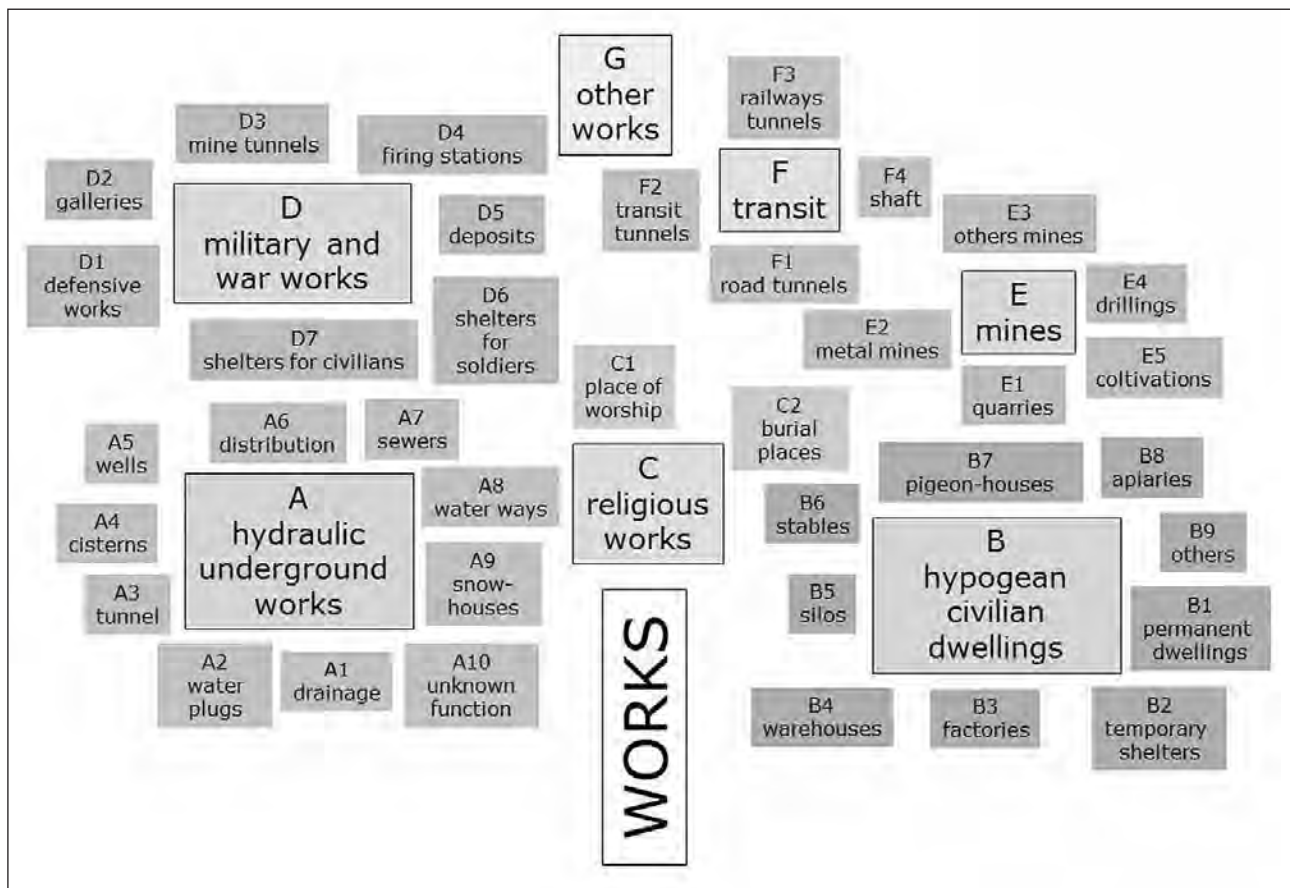 G
other
works
F3
railways
tunnels
D3
mine tunnels
D4
firing stations
D2
galleries
D
military and
war works
D5
deposits
F2
transit
tunnels
F
transit
F4
shaft
E3
others mines
D1
defensive
works
F1
road tunnels
E
mines
E4
drillings
D6
shelters
for
soldiers
D7
shelters for civilians
E2
metal mines
E5
coltivations
C1
place of
worship
E1
quarries
C2
burial
places
A6
distribution
A7
sewers
A5
wells
B7
pigeon-houses
B8
apiaries
A
hydraulic
underground
works
A8
water ways
C
religious
works
B6
stables
A4
cisterns
B
hypogean
civilian
dwellings
B9
others
A9
snow-
houses
A3
tunnel
B5
silos
B1
permanent
dwellings
A2
water
plugs
A1
drainage
A10
unknown
function
WORKS
B4
warehouses
B3
factories
B2
temporary
shelters